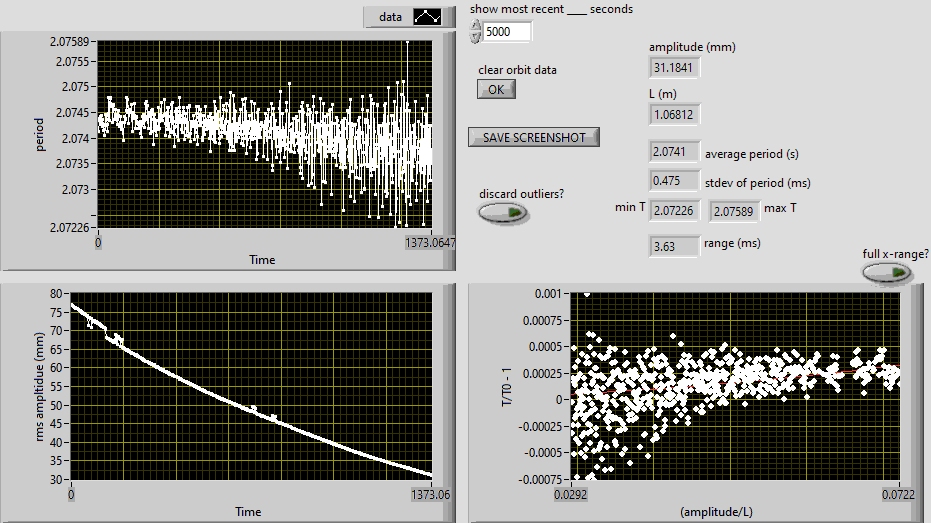 data
2.07589
2.0755
2.075
2.0745
2.074
2.0735
2.073
2.07226
period
0
1373.0647
Time
show most recent ____ seconds
5000
clear orbit data
OK
SAVE SCREENSHOT
discard outliers?
amplitude (mm)
31.1841
L (m)
1.06812
2.0741 average period (s)
0.475 stdev of period (ms)
min T 2.07226 2.07589 max T
3.63 range (ms)
full x-range?
80
75
70
65
60
55
50
45
40
35
30
rms ampltidue (mm)
0
1373.06
Time
0.001
0.00075
0.0005
0.00025
0
-0.00025
-0.0005
-0.00075
T/T0 - 1
0.0292
0.0722
(amplitude/L)